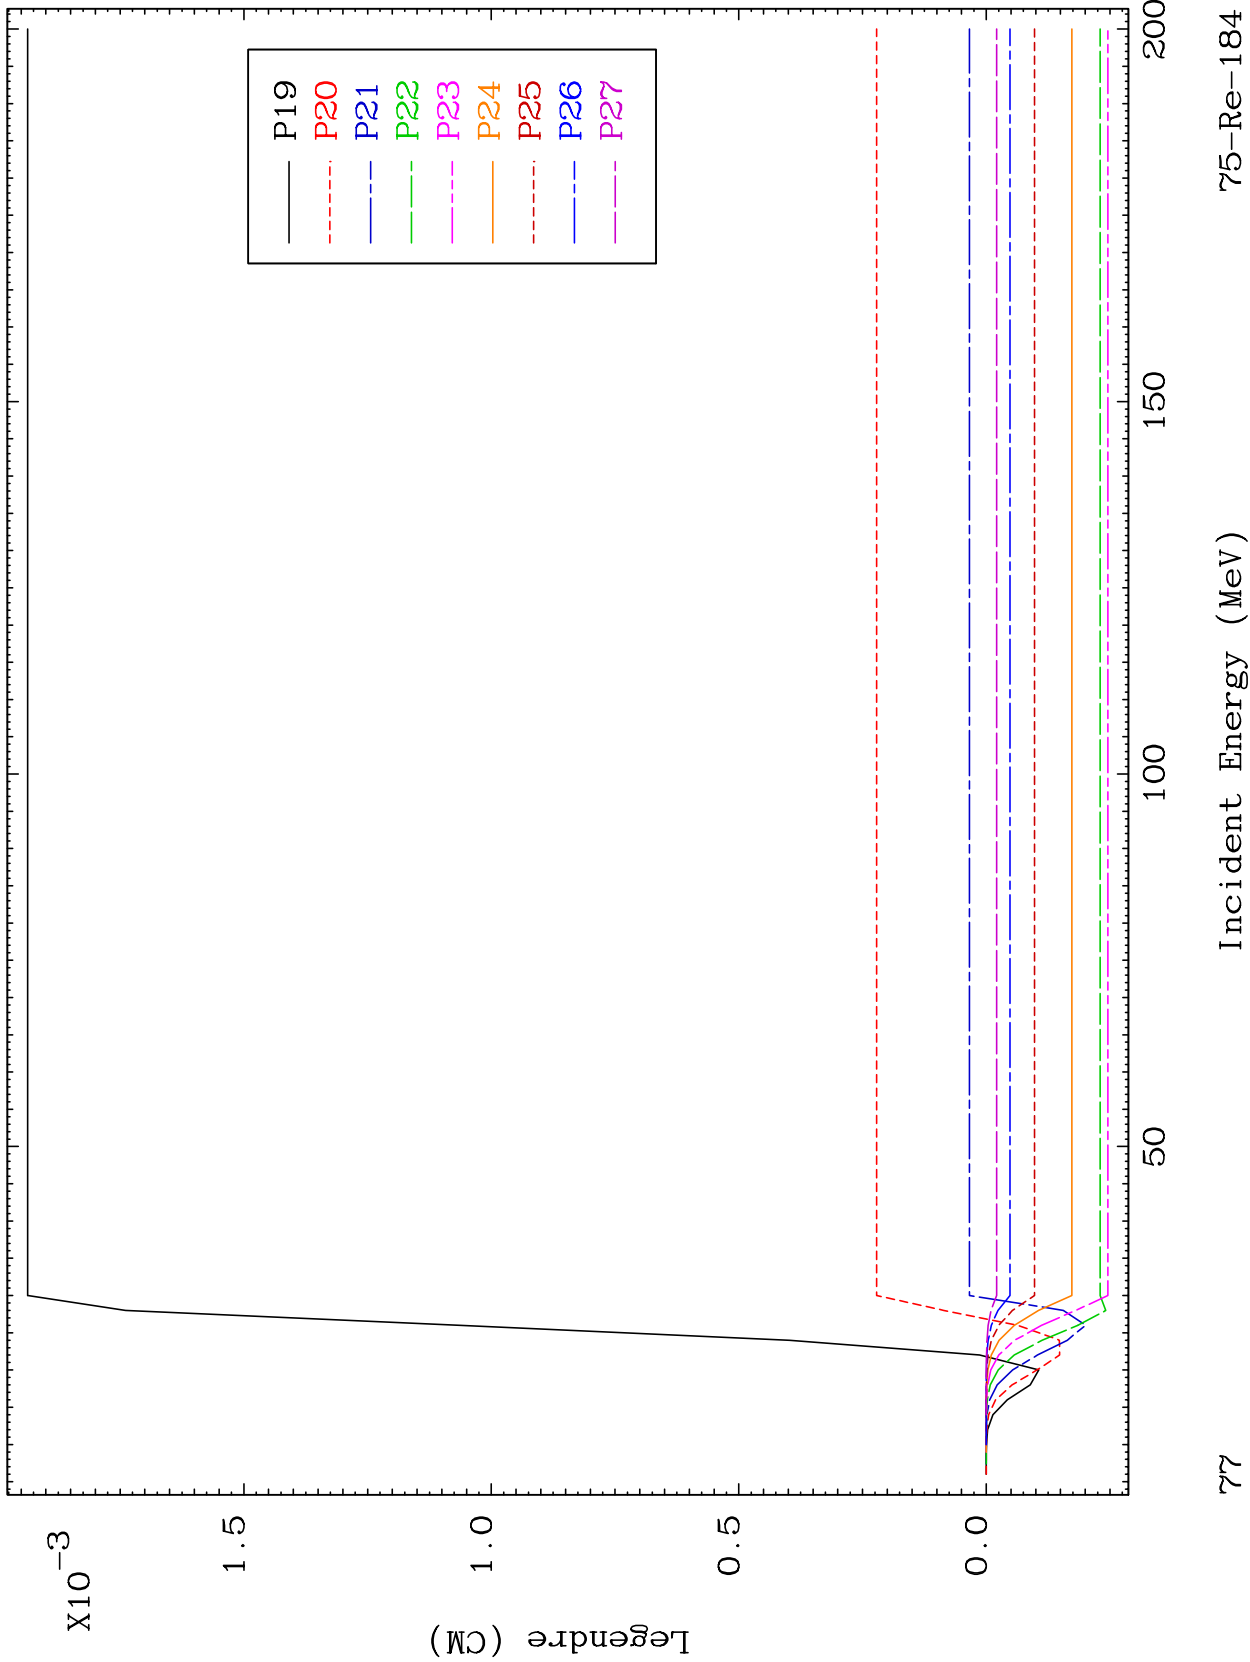 X10-3
1.5
1.0
0.5
0.0
Legendre (CM)
P19
P20
P21
P22
P23
P24
P25
P26
P27
50
100
150
200
77
Incident Energy (MeV)
75-Re-184